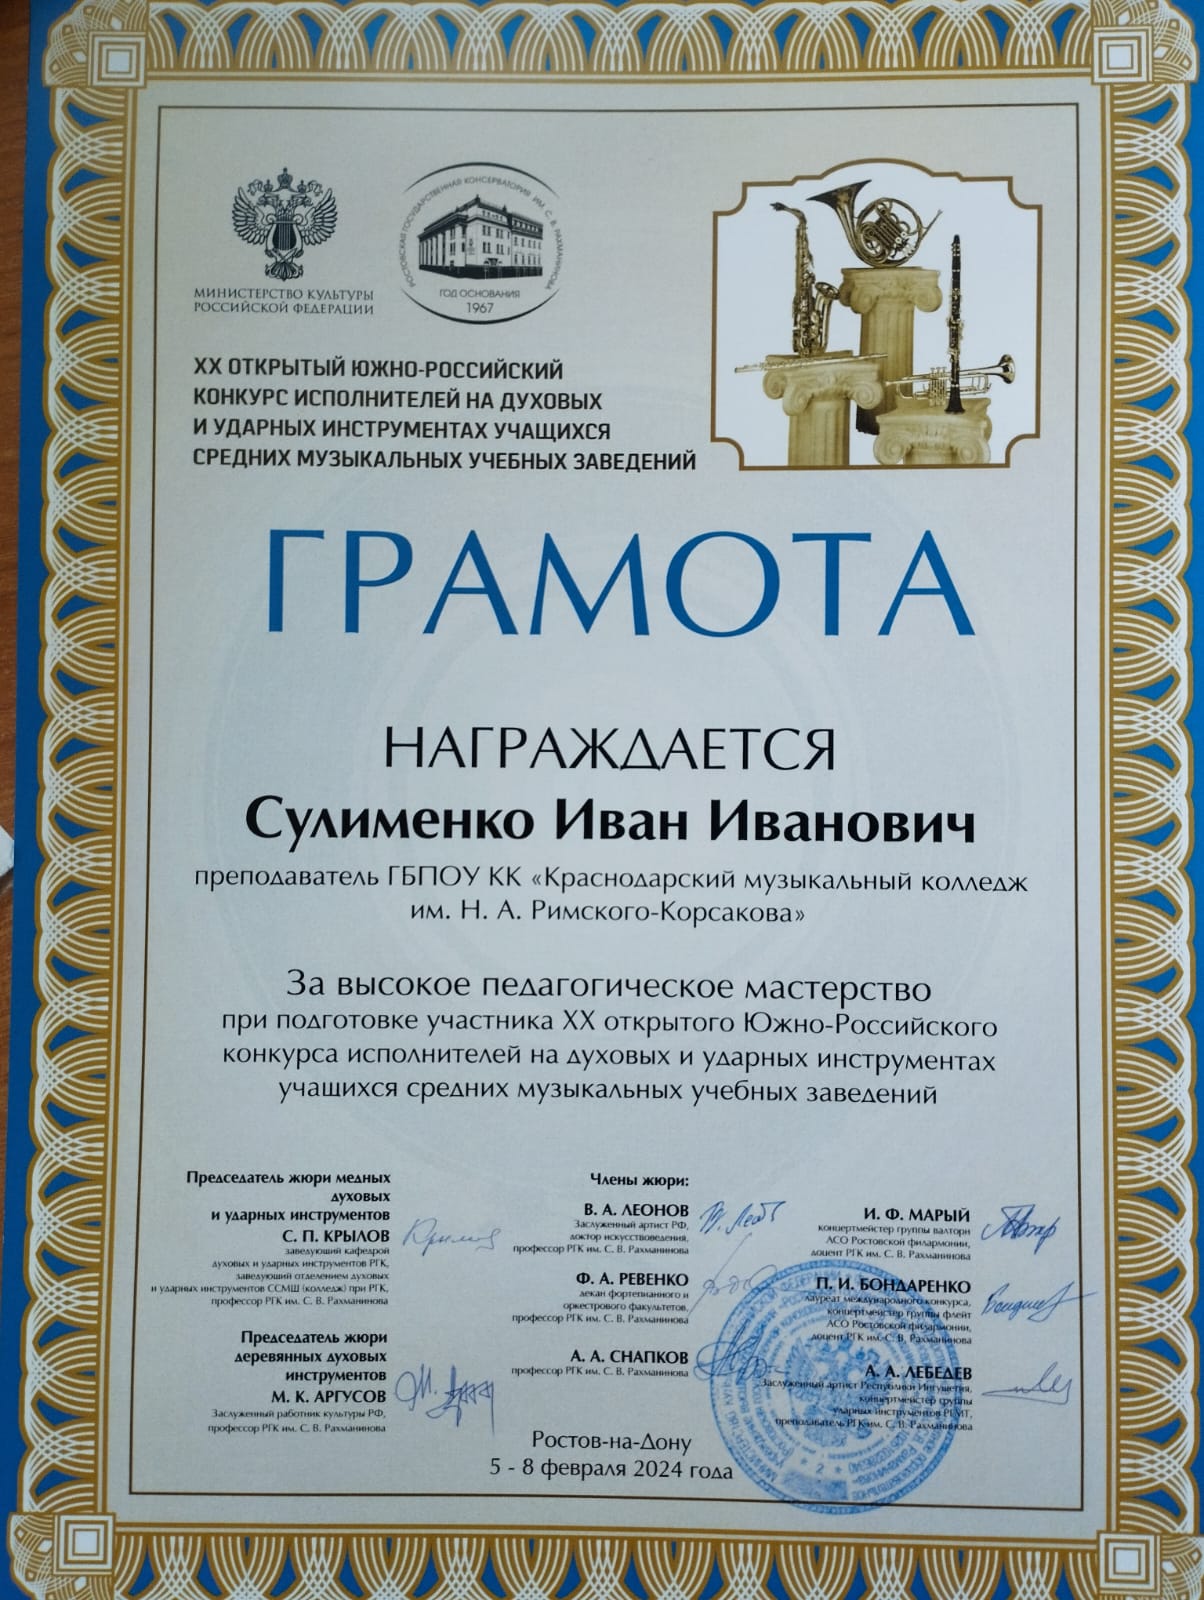 МИНИСТЕРСТВО КУЛЬТУРЫ
РОССИЙСКОЙ ФЕДЕРАЦИИ
РОСТОВСКАЯ ГОСУДАРСТВЕННАЯ КОНСЕРВАТОРИЯ ИМ. С. В. РАХМАНИНОВА
ГОД ОСНОВАНИЯ
1967
XX ОТКРЫТЫЙ ЮЖНО-РОССИЙСКИЙ
КОНКУРС ИСПОЛНИТЕЛЕЙ НА ДУХОВЫХ
И УДАРНЫХ ИНСТРУМЕНТАХ УЧАЩИХСЯ
СРЕДНИХ МУЗЫКАЛЬНЫХ УЧЕБНЫХ ЗАВЕДЕНИЙ
ГРАМОТА
НАГРАЖДАЕТСЯ
Сулименко Иван Иванович
преподаватель ГБПОУ КК «Краснодарский музыкальный колледж
им. Н. А. Римского-Корсакова»
За высокое педагогическое мастерство
при подготовке участника XX открытого Южно-Российского
конкурса исполнителей на духовых и ударных инструментах
учашихся средних музыкальных учебных заведений
Председатель жюри медных
духовых
и ударных инструментов
С. П. КРЫЛОВ
заведующий кафедрой
духовых и ударных инструментов РГК,
заведующий отделением духовых
и ударных инструментов ССМШ (колледж) при РГК,
профессор РГК им. С. В. Рахманинова
Председатель жюри
деревянных духовых
инструментов
М. К. АРГУСОВ
Заслуженный работник культуры РФ,
профессор РГК им. С. В. Рахманинова
Члены жюри:
В. А. ЛЕОНОВ
Заслуженный артист РФ,
доктор искусствоведения,
профессор РГК им. С. В. Рахманинова
Ф. А. РЕВЕНКО
декан фортепианного и
оркестрового факультетов,
профессор РГК им. С. В. Рахманинова
А. А. СНАПКОВ
профессор РГК им. С. В. Рахманинова
И. Ф. МАРЫЙ
концертмейстер группы валторн
АСО Ростовской филармонии,
доцент РГК им. С. В. Рахманинова
П. И. БОНДАРЕНКО
лауреат международного конкурса,
концертмейстер группы флейт
АСО Ростовской филармонии,
доцент РГК им. С. В. Рахманинова
А. А. ЛЕБЕДЕВ
Заслуженный артист Республики Ингушетия,
концертмейстер группы
ударных инструментов РГМТ,
преподаватель РГК им. С. В. Рахманинова
Ростов-на-Дону
5 - 8 февраля 2024 года